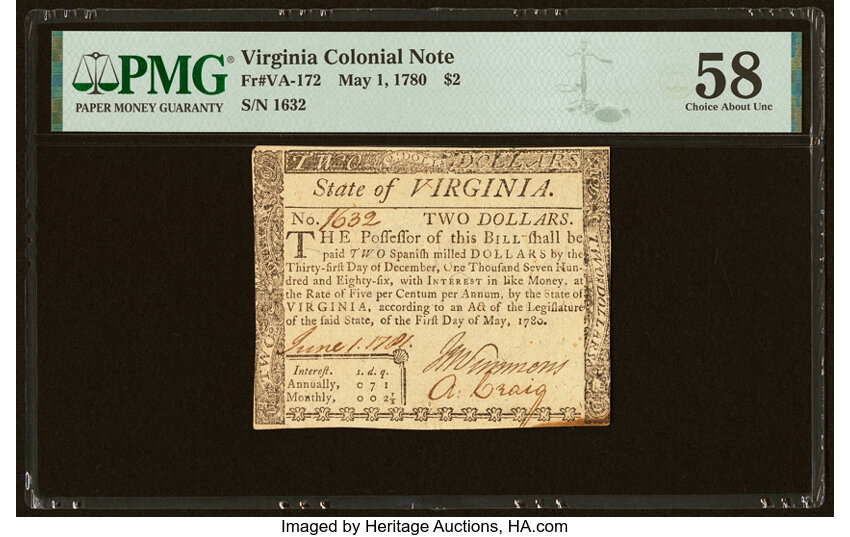 PMG®
PAPER MONEY GUARANTY
Virginia Colonial Note
Fr#VA-172 May 1, 1780 $2
S/N 1632
58
Choice About Unc
TWO DOLLARS
State of VIRGINIA.
No. 1632 TWO DOLLARS.
THE Poſſeſſor of this BILL ſhall be
paid TWO Spaniſh milled DOLLARS by the
Thirty-firſt Day of December, One Thouſand Seven Hun-
dred and Eighty-ſix, with INTEREST in like Money, at
the Rate of Five per Centum per Annum, by the State of
VIRGINIA, according to an Act of the Legiſlature
of the ſaid State, of the Firſt Day of May, 1780.
June 1. 1781.
Intereſt. s. d. q.
Annually, 0 7 1
Monthly, 0 0 2½
Simmons
A. Craig
TWO DOLLARS
Imaged by Heritage Auctions, HA.com